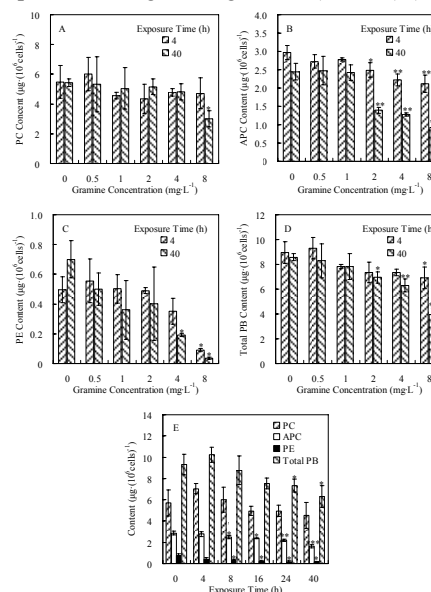 A
Exposure Time (h)
4
40
PC Content (μg·(10⁶cells)⁻¹)
10
8
6
4
2
0
*
0 0.5 1 2 4 8
Gramine Concentration (mg·L⁻¹)
B
Exposure Time (h)
4
40
APC Content (μg·(10⁶cells)⁻¹)
4.0
3.5
3.0
2.5
2.0
1.5
1.0
0.5
0.0
* ** **
** **
0 0.5 1 2 4 8
Gramine Concentration (mg·L⁻¹)
C
Exposure Time (h)
4
40
PE Content (μg·(10⁶cells)⁻¹)
1.0
0.8
0.6
0.4
0.2
0
* * *
0 0.5 1 2 4 8
Gramine Concentration (mg·L⁻¹)
D
Exposure Time (h)
4
40
Total PB Content (μg·(10⁶cells)⁻¹)
12
10
8
6
4
2
0
* ** *
0 0.5 1 2 4 8
Gramine Concentration (mg·L⁻¹)
E
PC
APC
PE
Total PB
Content (μg·(10⁶cells)⁻¹)
14
12
10
8
6
4
2
0
0 4 8 16 24 40
Exposure Time (h)